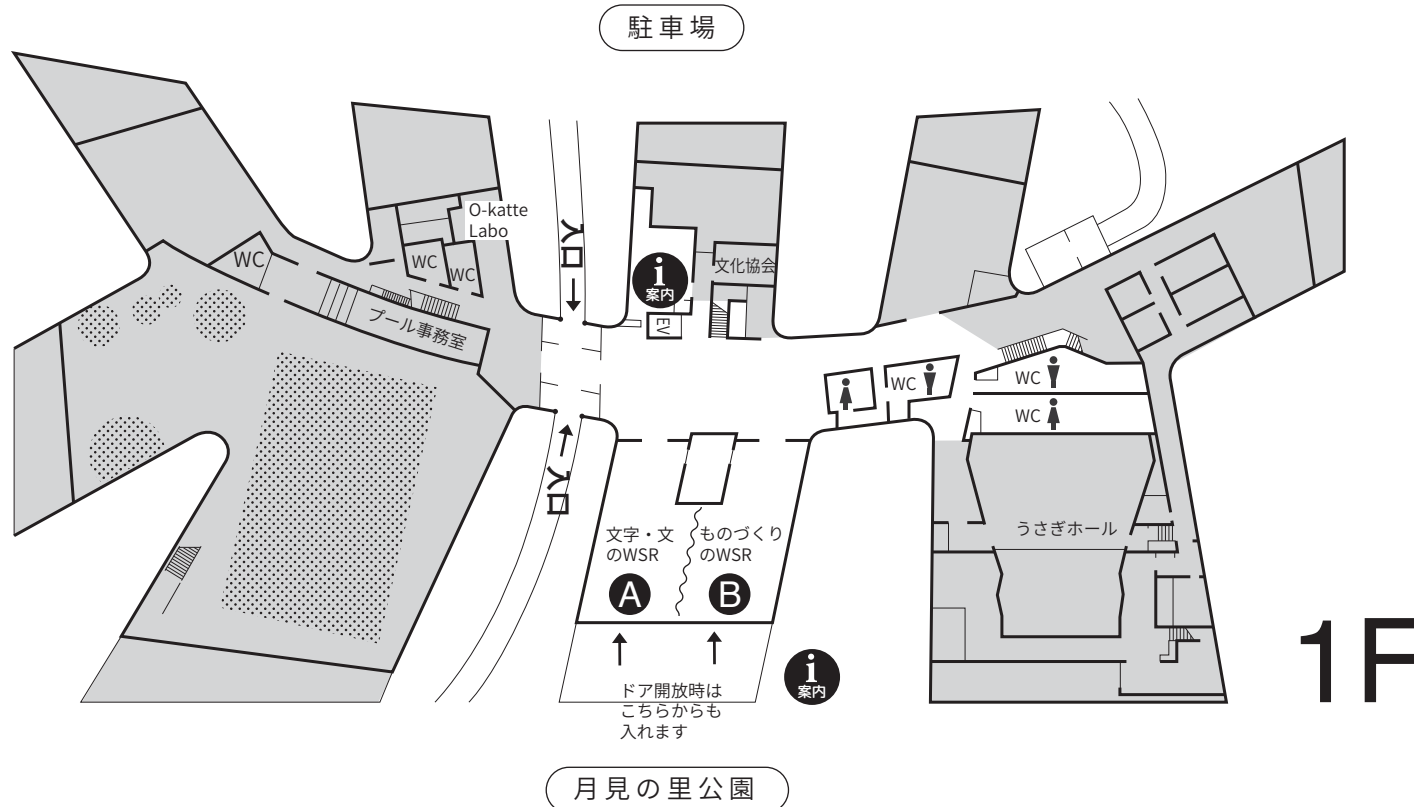 駐車場
O-katte
Labo
WC
WC
WC
入口
i
案内
文化協会
EV
プール事務室
WC
WC
WC
入口
文字・文
のWSR
ものづくり
のWSR
A
B
うさぎホール
i
案内
ドア開放時は
こちらからも
入れます
1F
月見の里公園